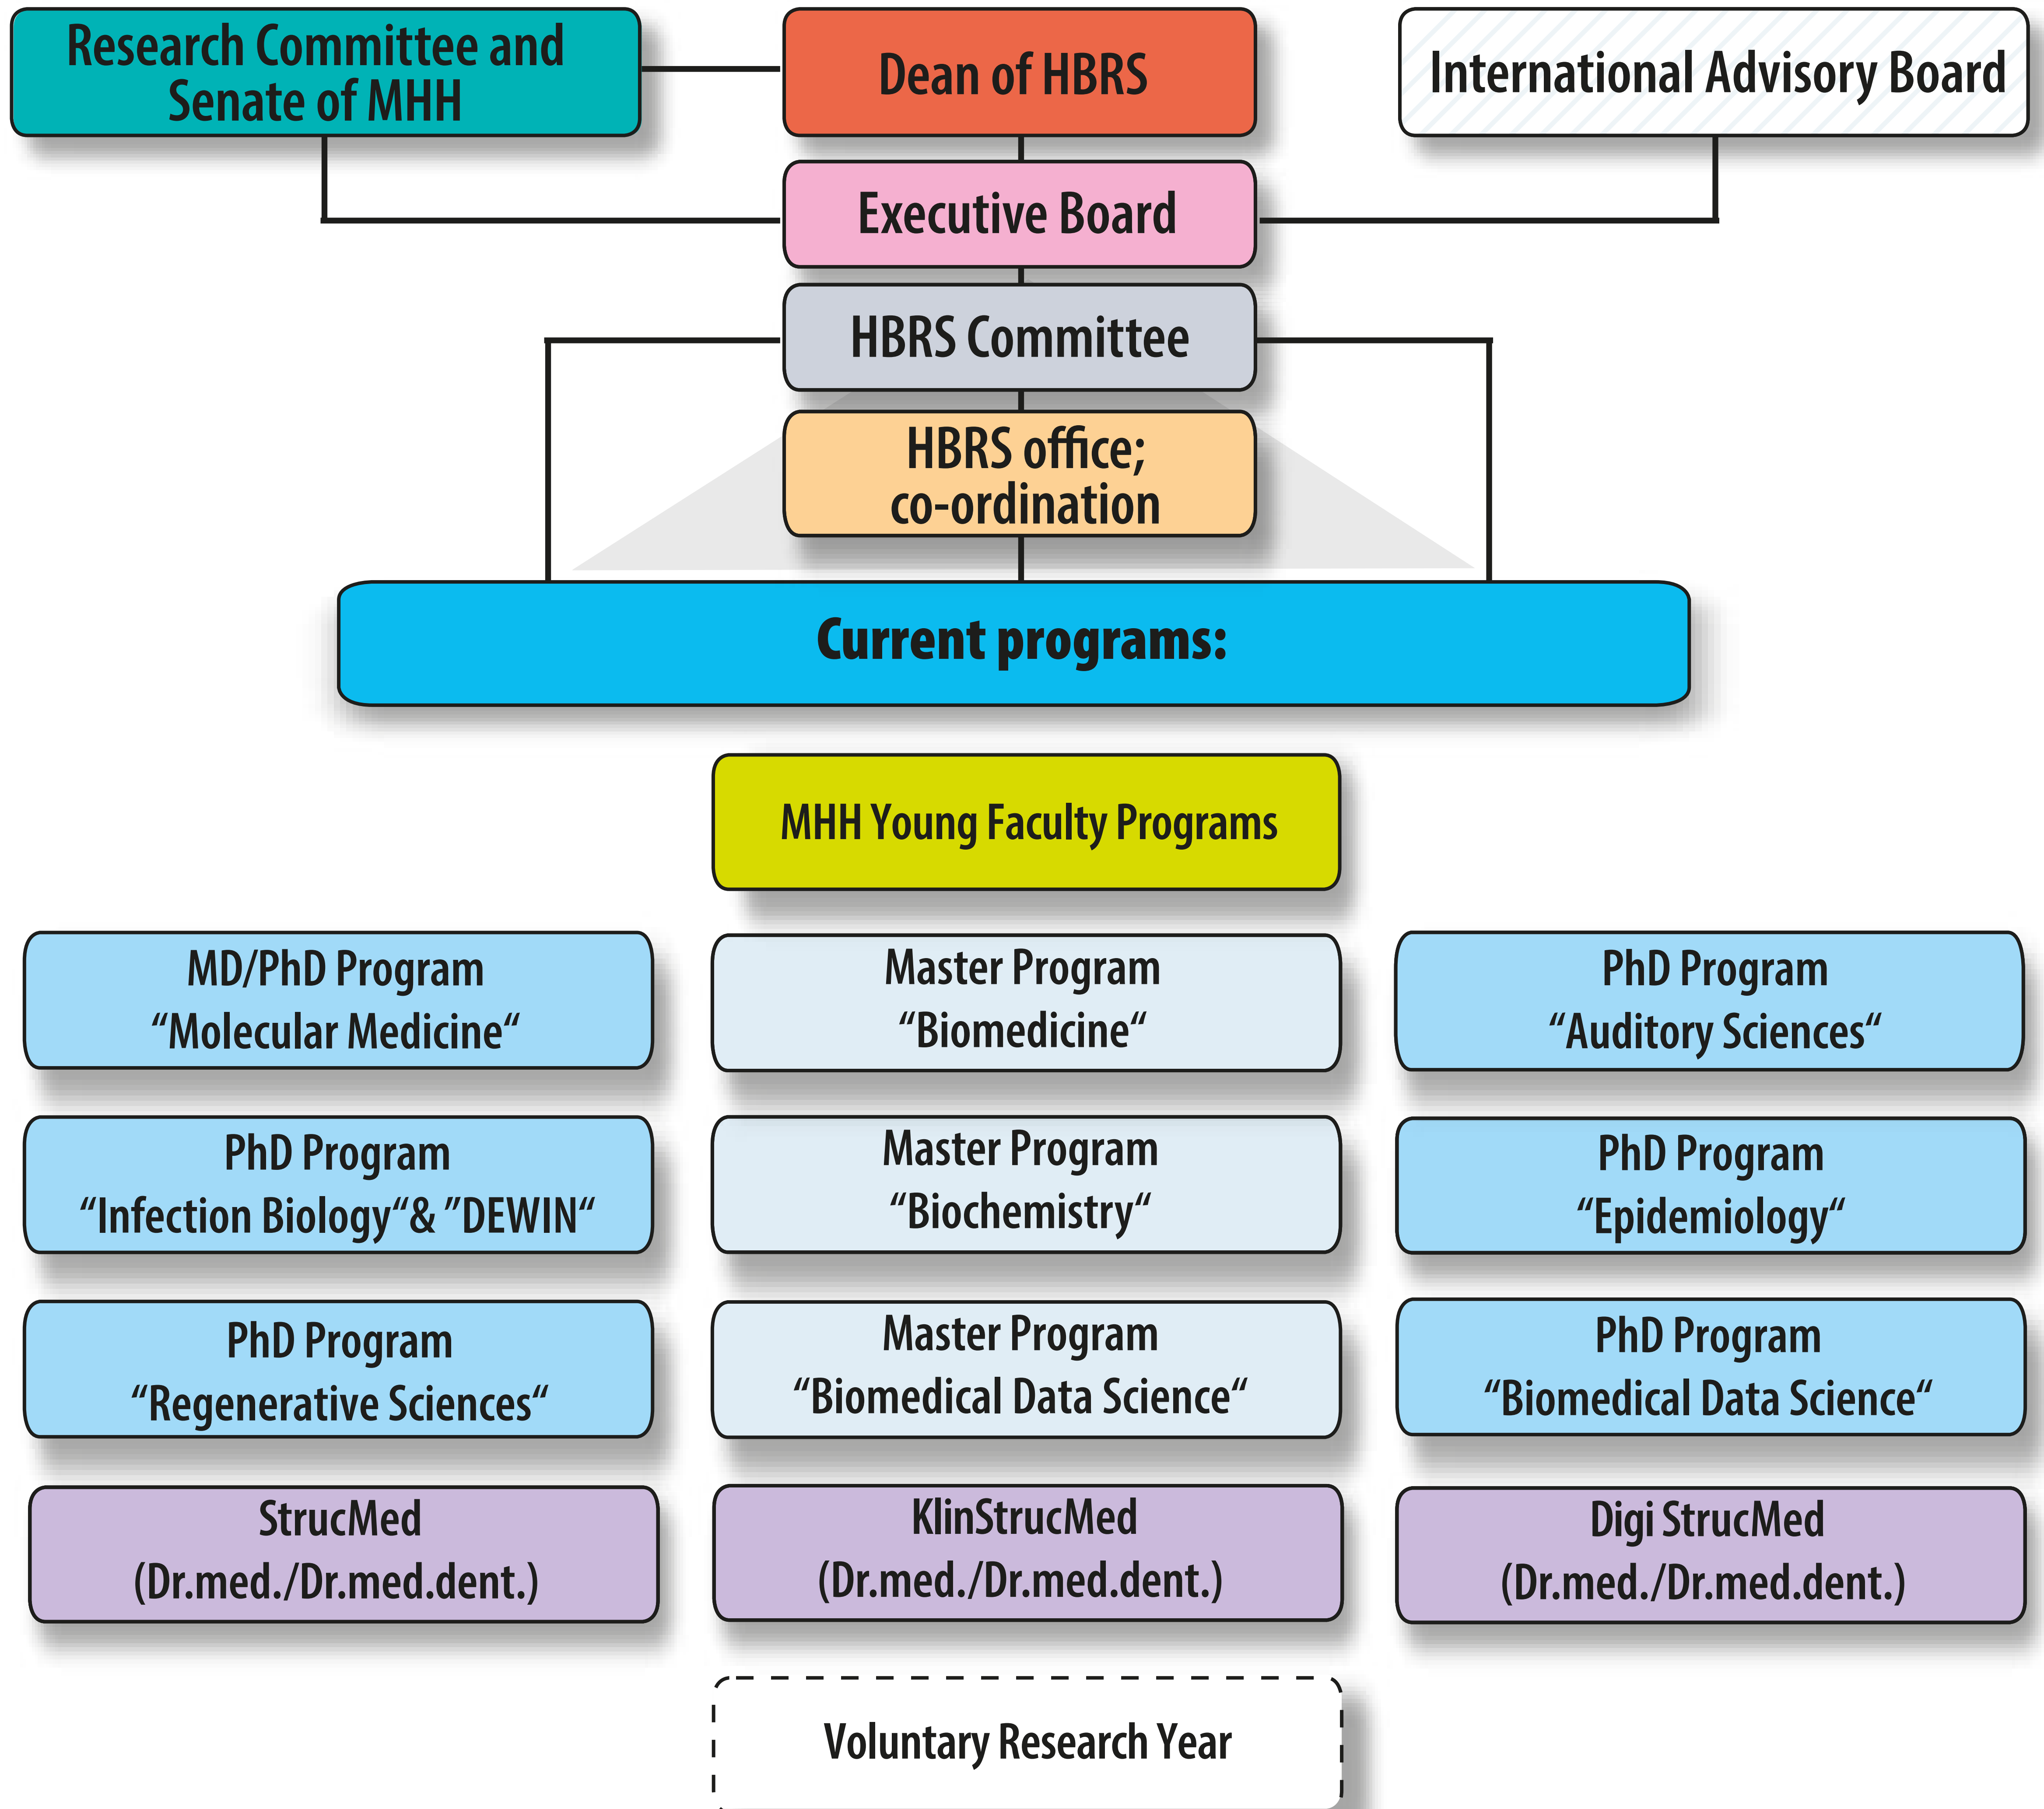 Research Committee and
Senate of MHH
Dean of HBRS
International Advisory Board
Executive Board
HBRS Committee
HBRS office;
co-ordination
Current programs:
MHH Young Faculty Programs
MD/PhD Program
“Molecular Medicine“
Master Program
“Biomedicine“
PhD Program
“Auditory Sciences“
PhD Program
“Infection Biology“& ”DEWIN“
Master Program
“Biochemistry“
PhD Program
“Epidemiology“
PhD Program
“Regenerative Sciences“
Master Program
“Biomedical Data Science“
PhD Program
“Biomedical Data Science“
StrucMed
(Dr.med./Dr.med.dent.)
KlinStrucMed
(Dr.med./Dr.med.dent.)
Digi StrucMed
(Dr.med./Dr.med.dent.)
Voluntary Research Year